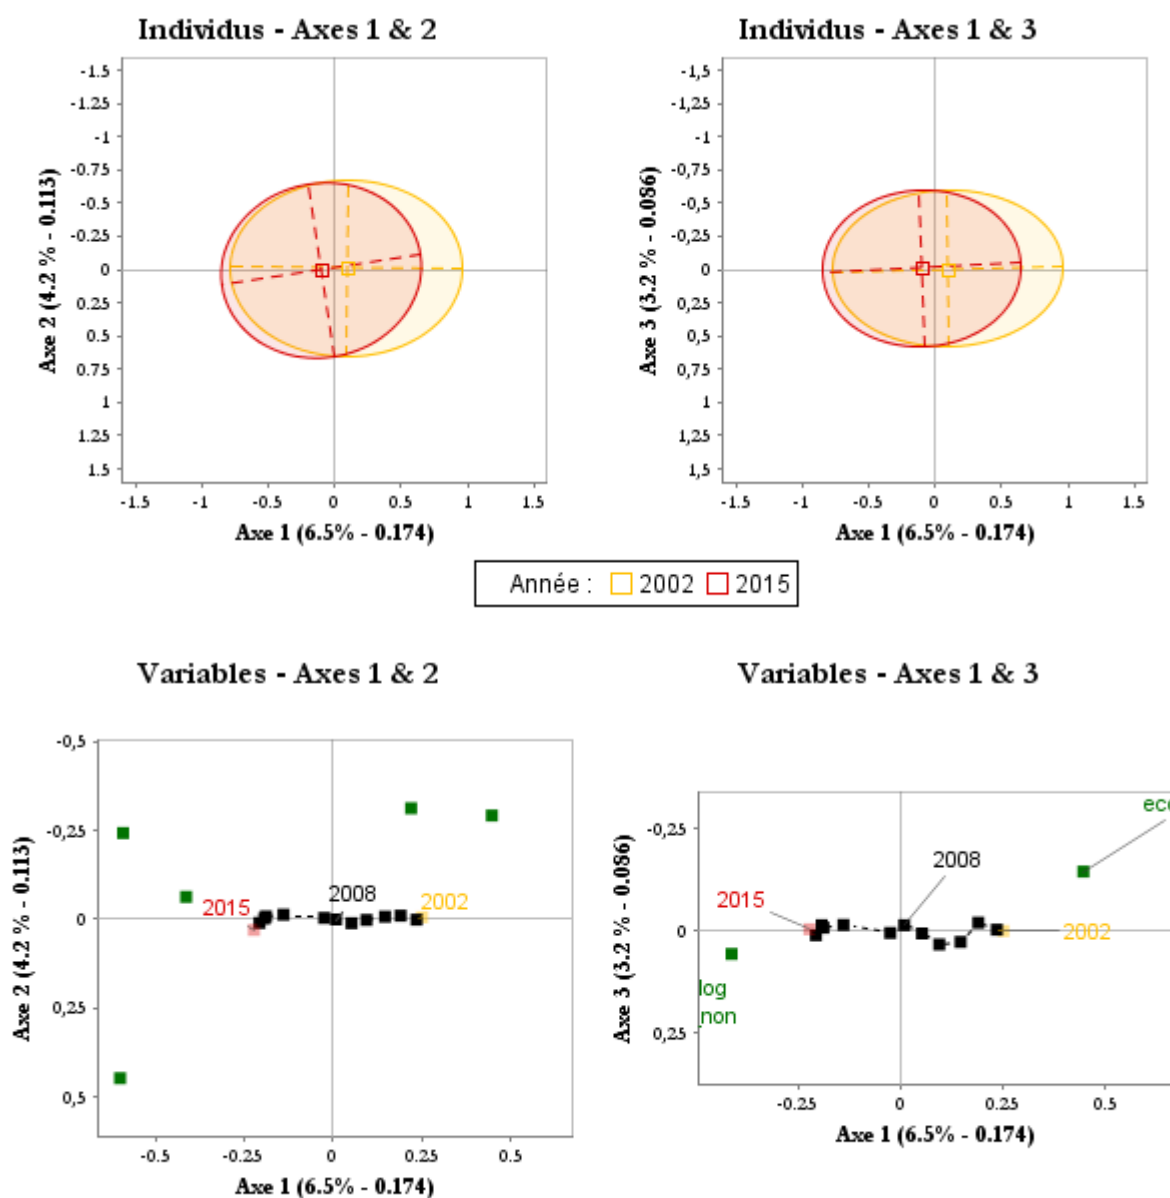 Individus - Axes 1 & 2
Individus - Axes 1 & 3
-1.5
-1.25
-1
-0.75
-0.5
-0.25
0
0.25
0.5
0.75
1
1.25
1.5
Axe 2 (4.2 % - 0.113)
-1.5 -1 -0.5 0 0.5 1 1.5
Axe 1 (6.5% - 0.174)
-1.5
-1,25
-1
-0,75
-0,5
-0,25
0
0,25
0,5
0,75
1
1,25
1,5
Axe 3 (3.2 % - 0.086)
-1.5 -1 -0.5 0 0.5 1 1.5
Axe 1 (6.5% - 0.174)
Année : 2002 2015
Variables - Axes 1 & 2
Variables - Axes 1 & 3
-0,5
-0,25
0
0,25
0,5
Axe 2 (4.2 % - 0.113)
2015
2008
2002
-0.5 -0.25 0 0.25 0.5
Axe 1 (6.5% - 0.174)
-0,25
0
0,25
Axe 3 (3.2 % - 0.086)
eco
2008
2015
2002
log
non
-0.25 0 0.25 0.5
Axe 1 (6.5% - 0.174)